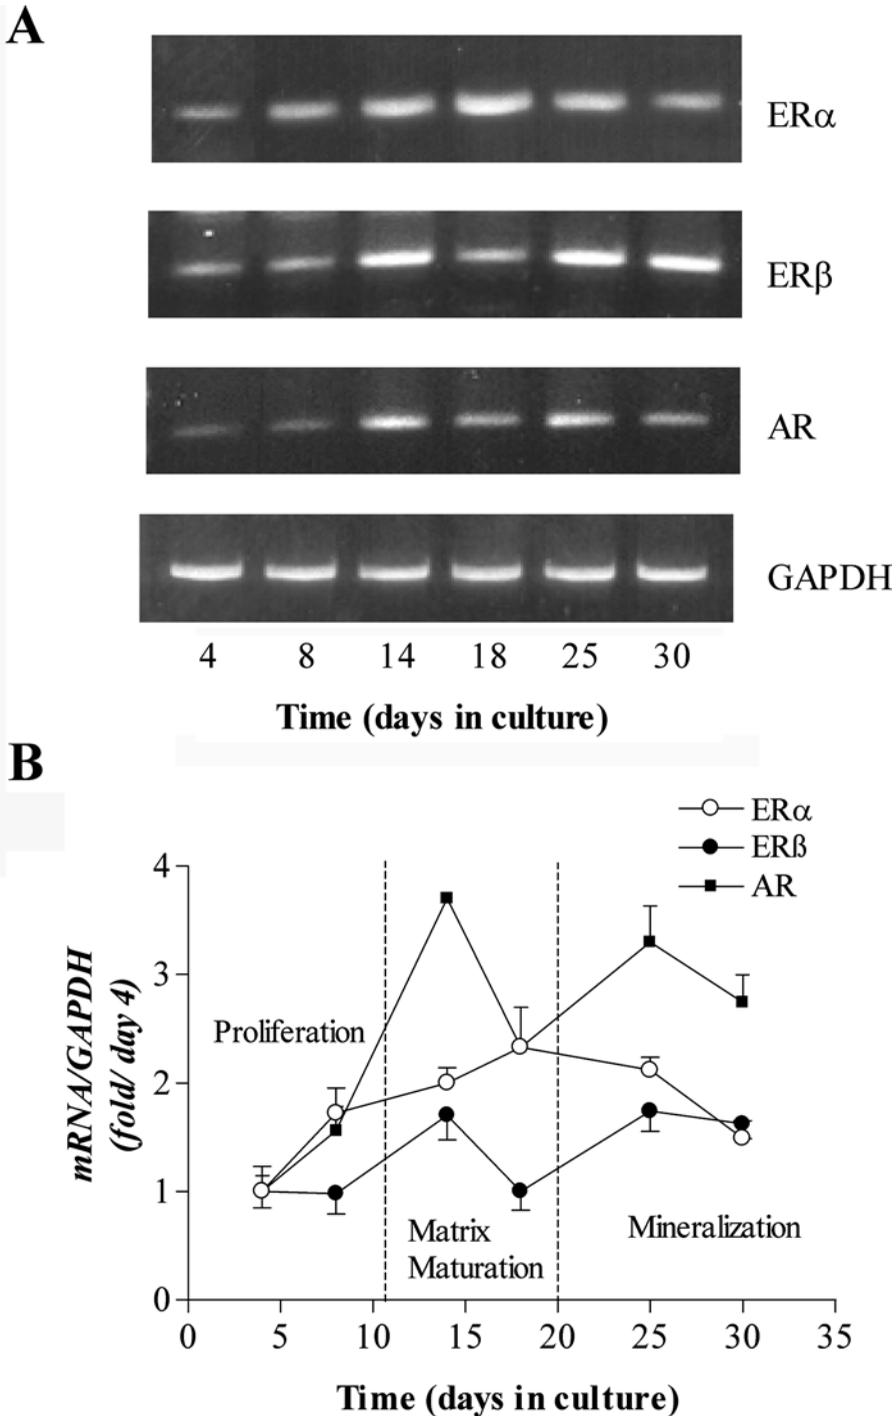 A
ERα
ERβ
AR
GAPDH
4 8 14 18 25 30
Time (days in culture)
B
ERα
ERß
AR
mRNA/GAPDH
(fold/ day 4)
4
3
2
1
0
Proliferation
Matrix
Maturation
Mineralization
0 5 10 15 20 25 30 35
Time (days in culture)